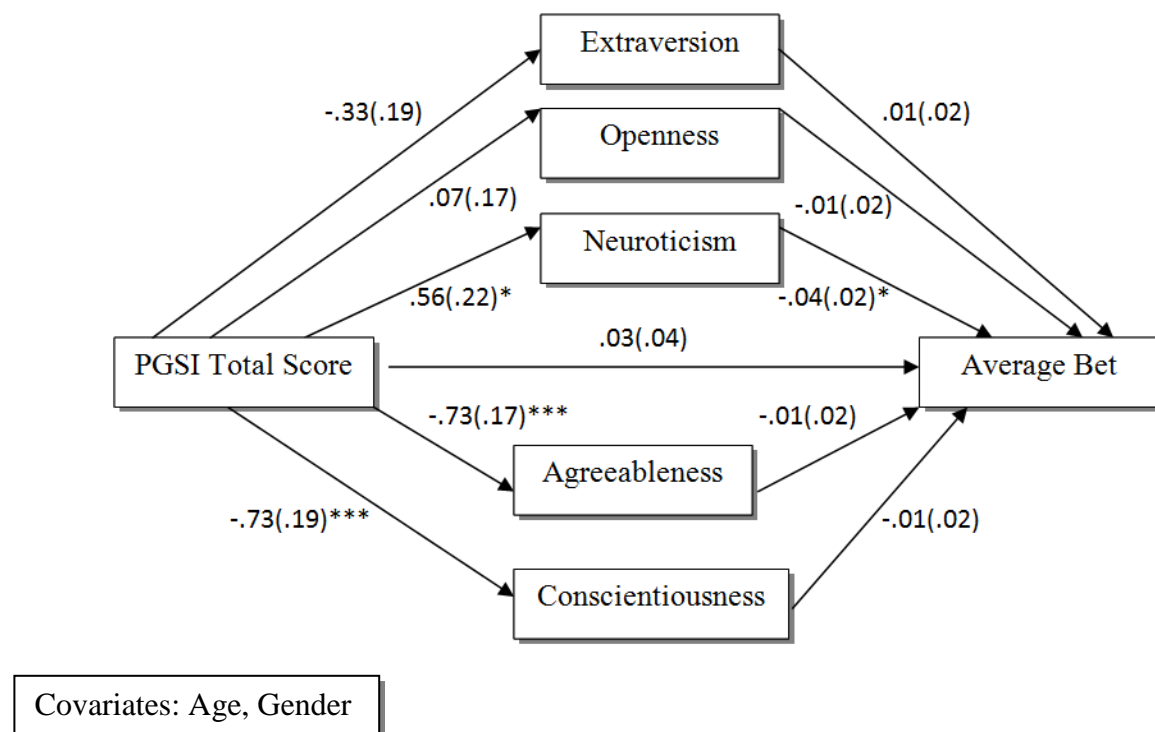 Extraversion
-.33(.19)
.01(.02)
Openness
.07(.17)
-.01(.02)
Neuroticism
.56(.22)*
-.04(.02)*
.03(.04)
PGSI Total Score
Average Bet
-.73(.17)***
-.01(.02)
Agreeableness
-.73(.19)***
-.01(.02)
Conscientiousness
Covariates: Age, Gender